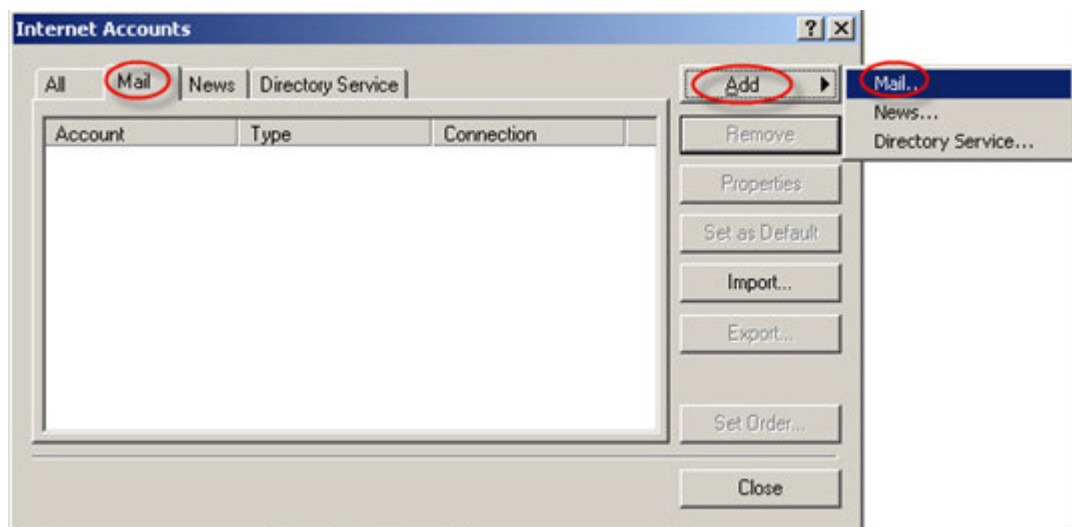 Internet Accounts
All Mail News Directory Service
Add
Mail..
News...
Directory Service...
Account Type Connection
Remove
Properties
Set as Default
Import...
Export...
Set Order...
Close